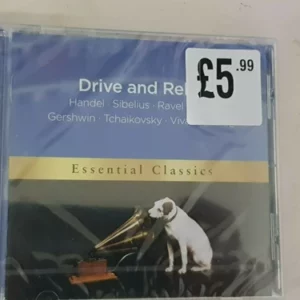 Drive and Rel
£5.99
Handel · Sibelius · Ravel
Gershwin · Tchaikovsky · Viv
Essential Classics